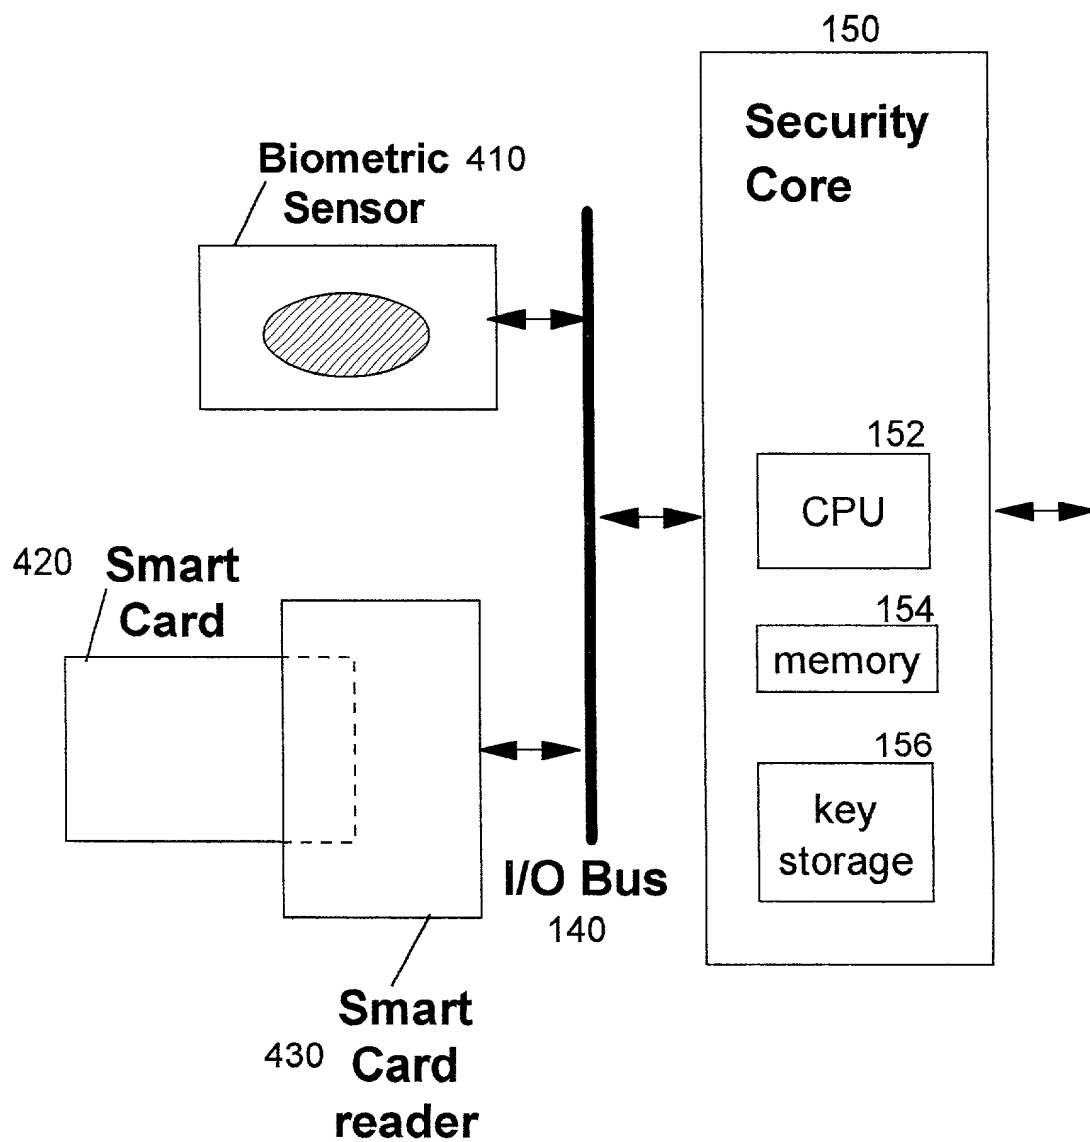 150
Security
Core
Biometric 410
Sensor
152
CPU
420 Smart
Card
154
memory
156
key
storage
I/O Bus
140
Smart
430 Card
reader